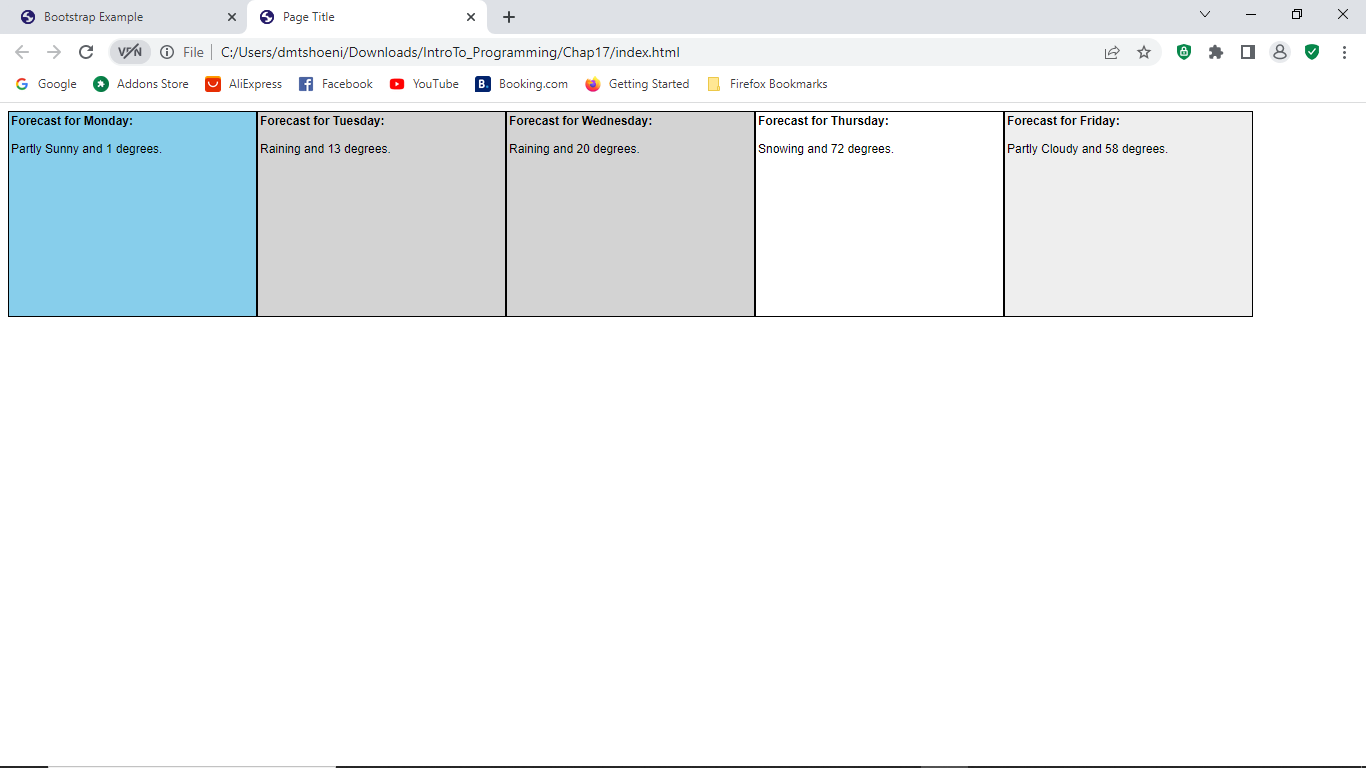 Bootstrap Example
Page Title
VPN
File
C:/Users/dmtshoeni/Downloads/IntroTo_Programming/Chap17/index.html
Google
Addons Store
AliExpress
Facebook
YouTube
B.
Booking.com
Getting Started
Firefox Bookmarks
Forecast for Monday:
Partly Sunny and 1 degrees.
Forecast for Tuesday:
Raining and 13 degrees.
Forecast for Wednesday:
Raining and 20 degrees.
Forecast for Thursday:
Snowing and 72 degrees.
Forecast for Friday:
Partly Cloudy and 58 degrees.